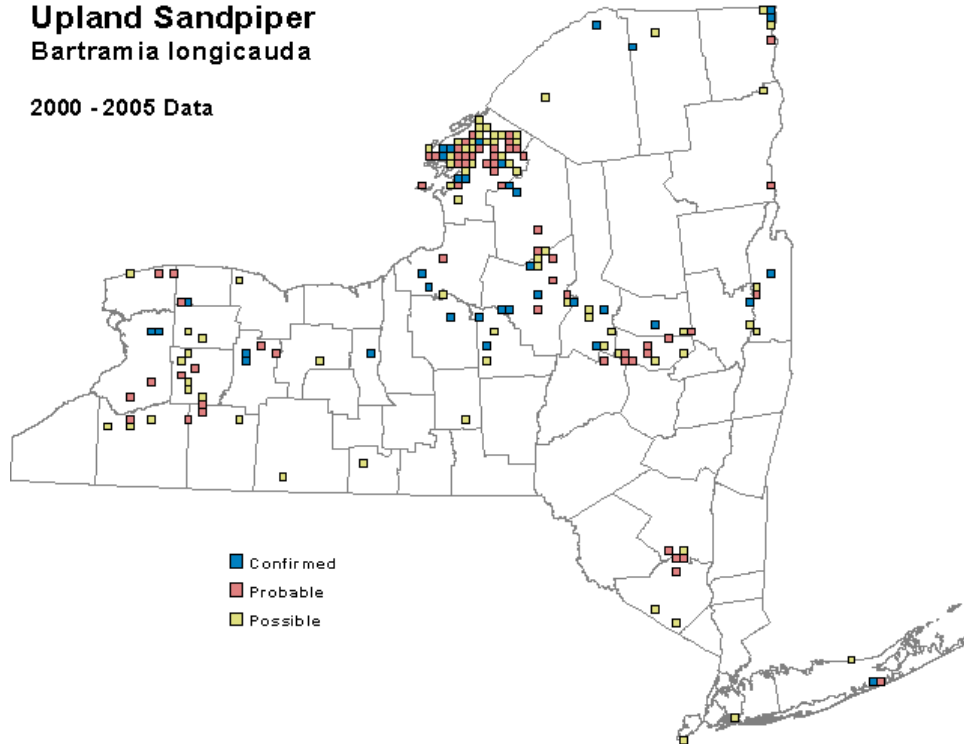 Upland Sandpiper
Bartramia longicauda
2000 - 2005 Data
Confirmed
Probable
Possible